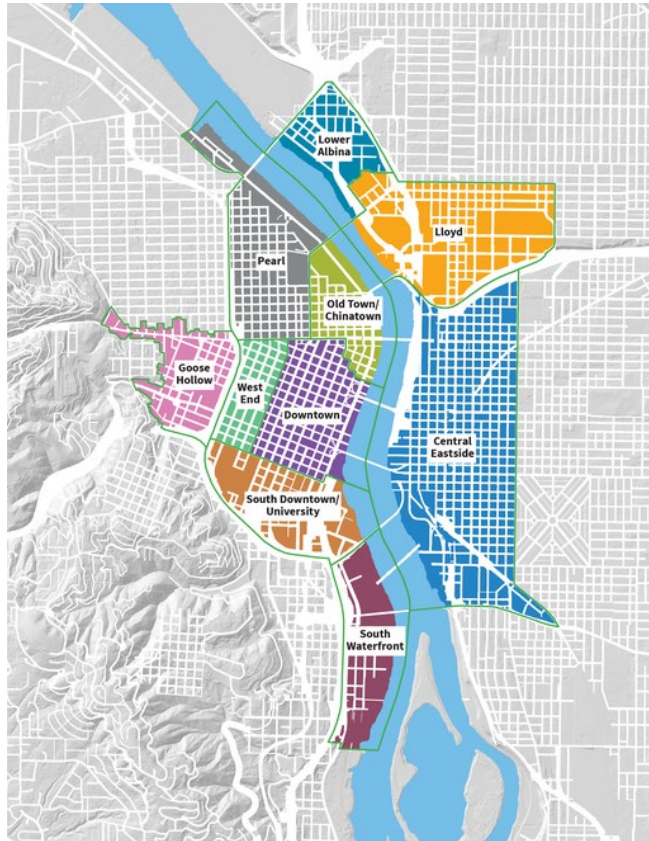 Lower
Albina
Lloyd
Pearl
Old Town/
Chinatown
Goose
Hollow
West
End
Downtown
Central
Eastside
South Downtown/
University
South
Waterfront